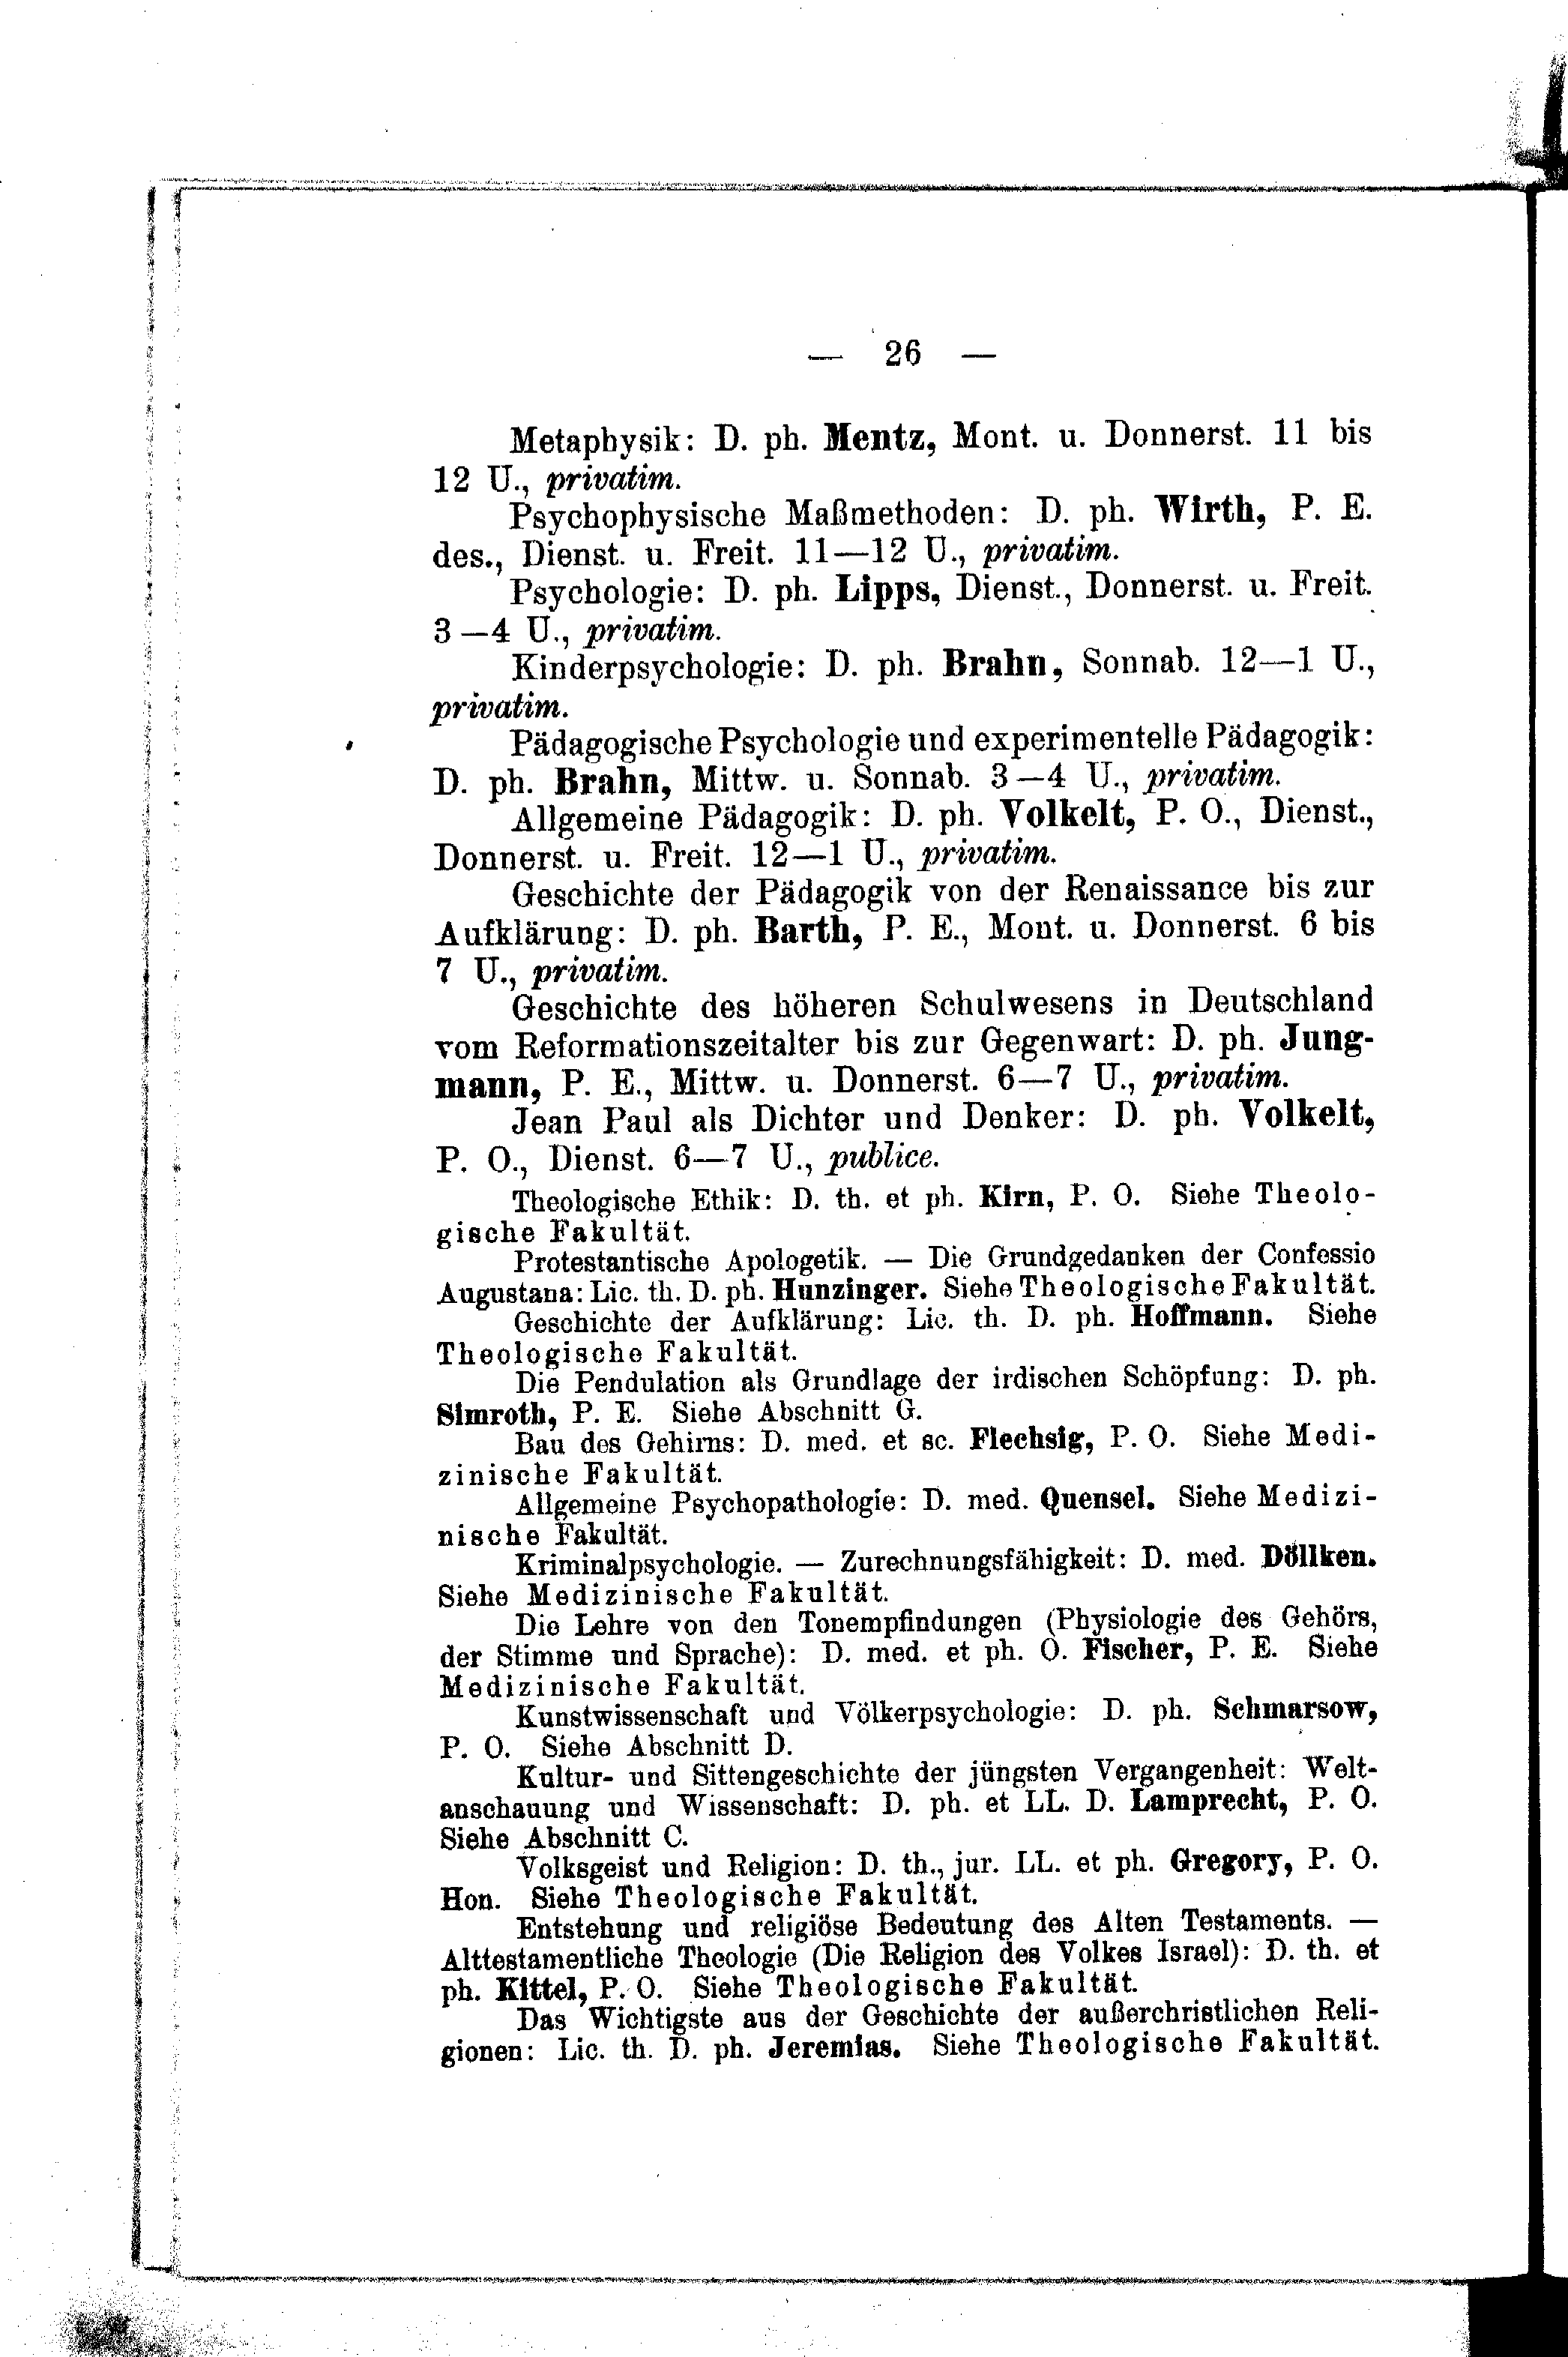 — 26 —
Metaphysik: D. ph. Mentz, Mont. u. Donnerst. 11 bis
12 U., privatim.
Psychophysische Maßmethoden: D. ph. Wirth, P. E.
des., Dienst. u. Freit. 11—12 U., privatim.
Psychologie: D. ph. Lipps, Dienst., Donnerst. u. Freit.
3—4 U., privatim.
Kinderpsychologie: D. ph. Brahn, Sonnab. 12—1 U.,
privatim.
Pädagogische Psychologie und experimentelle Pädagogik:
D. ph. Brahn, Mittw. u. Sonnab. 3—4 U., privatim.
Allgemeine Pädagogik: D. ph. Volkelt, P. O., Dienst.,
Donnerst. u. Freit. 12—1 U., privatim.
Geschichte der Pädagogik von der Renaissance bis zur
Aufklärung: D. ph. Barth, P. E., Mont. u. Donnerst. 6 bis
7 U., privatim.
Geschichte des höheren Schulwesens in Deutschland
vom Reformationszeitalter bis zur Gegenwart: D. ph. Jung-
mann, P. E., Mittw. u. Donnerst. 6—7 U., privatim.
Jean Paul als Dichter und Denker: D. ph. Volkelt,
P. O., Dienst. 6—7 U., publice.
Theologische Ethik: D. th. et ph. Kirn, P. O. Siehe Theolo-
gische Fakultät.
Protestantische Apologetik. — Die Grundgedanken der Confessio
Augustana: Lic. th. D. ph. Hunzinger. Siehe Theologische Fakultät.
Geschichte der Aufklärung: Lic. th. D. ph. Hoffmann. Siehe
Theologische Fakultät.
Die Pendulation als Grundlage der irdischen Schöpfung: D. ph.
Simroth, P. E. Siehe Abschnitt G.
Bau des Gehirns: D. med. et sc. Flechsig, P. O. Siehe Medi-
zinische Fakultät.
Allgemeine Psychopathologie: D. med. Quensel. Siehe Medizi-
nische Fakultät.
Kriminalpsychologie. — Zurechnungsfähigkeit: D. med. Döllken.
Siehe Medizinische Fakultät.
Die Lehre von den Tonempfindungen (Physiologie des Gehörs,
der Stimme und Sprache): D. med. et ph. O. Fischer, P. E. Siehe
Medizinische Fakultät.
Kunstwissenschaft und Völkerpsychologie: D. ph. Schmarsow,
P. O. Siehe Abschnitt D.
Kultur- und Sittengeschichte der jüngsten Vergangenheit: Welt-
anschauung und Wissenschaft: D. ph. et LL. D. Lamprecht, P. O.
Siehe Abschnitt C.
Volksgeist und Religion: D. th., jur. LL. et ph. Gregory, P. O.
Hon. Siehe Theologische Fakultät.
Entstehung und religiöse Bedeutung des Alten Testaments. —
Alttestamentliche Theologie (Die Religion des Volkes Israel): D. th. et
ph. Kittel, P. O. Siehe Theologische Fakultät.
Das Wichtigste aus der Geschichte der außerchristlichen Reli-
gionen: Lic. th. D. ph. Jeremias. Siehe Theologische Fakultät.